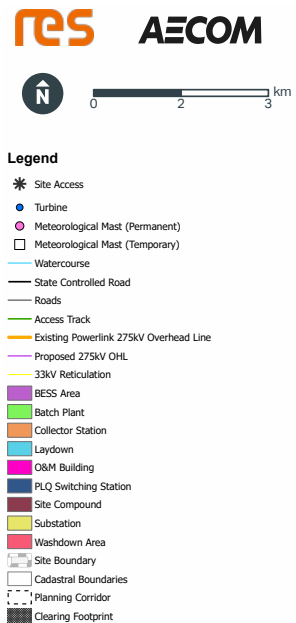 res AECOM
N
km
0 2 3
Legend
Site Access
Turbine
Meteorological Mast (Permanent)
Meteorological Mast (Temporary)
Watercourse
State Controlled Road
Roads
Access Track
Existing Powerlink 275kV Overhead Line
Proposed 275kV OHL
33kV Reticulation
BESS Area
Batch Plant
Collector Station
Laydown
O&M Building
PLQ Switching Station
Site Compound
Substation
Washdown Area
Site Boundary
Cadastral Boundaries
Planning Corridor
Clearing Footprint